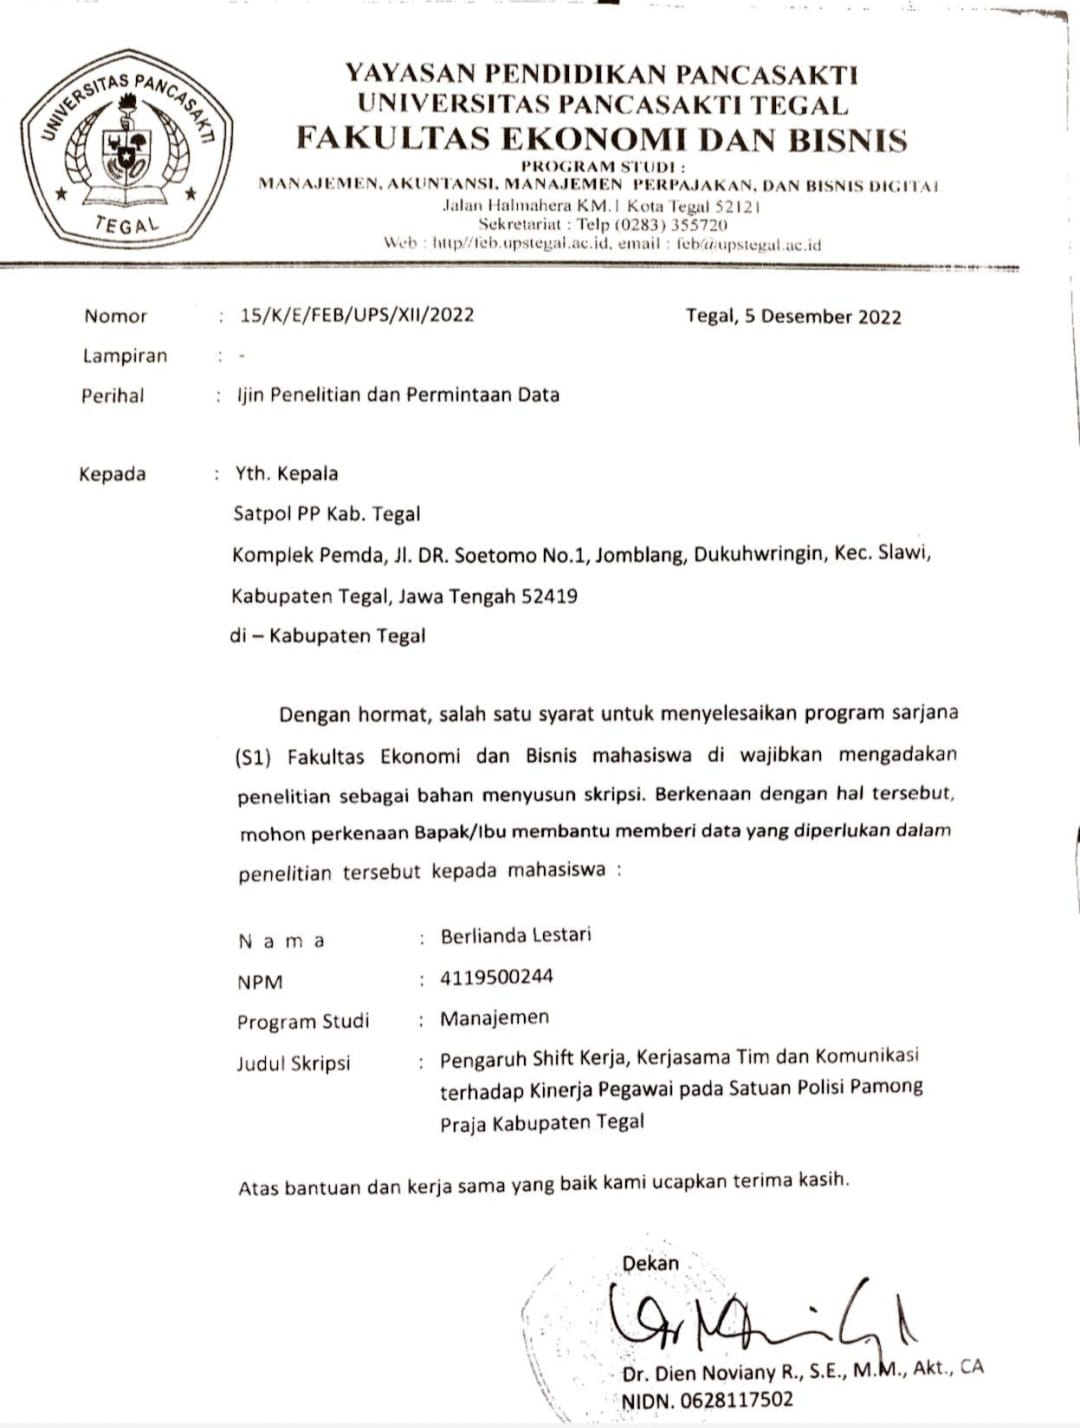 UNIVERSITAS PANCASAKTI
TEGAL
YAYASAN PENDIDIKAN PANCASAKTI
UNIVERSITAS PANCASAKTI TEGAL
FAKULTAS EKONOMI DAN BISNIS
PROGRAM STUDI :
MANAJEMEN, AKUNTANSI, MANAJEMEN PERPAJAKAN, DAN BISNIS DIGITAL
Jalan Halmahera KM.1 Kota Tegal 52121
Sekretariat : Telp (0283) 355720
Web : http//feb.upstegal.ac.id, email : feb@upstegal.ac.id
Nomor : 15/K/E/FEB/UPS/XII/2022 Tegal, 5 Desember 2022
Lampiran : -
Perihal : Ijin Penelitian dan Permintaan Data
Kepada : Yth. Kepala
Satpol PP Kab. Tegal
Komplek Pemda, Jl. DR. Soetomo No.1, Jomblang, Dukuhwringin, Kec. Slawi,
Kabupaten Tegal, Jawa Tengah 52419
di – Kabupaten Tegal
Dengan hormat, salah satu syarat untuk menyelesaikan program sarjana
(S1) Fakultas Ekonomi dan Bisnis mahasiswa di wajibkan mengadakan
penelitian sebagai bahan menyusun skripsi. Berkenaan dengan hal tersebut,
mohon perkenaan Bapak/Ibu membantu memberi data yang diperlukan dalam
penelitian tersebut kepada mahasiswa :
N a m a : Berlianda Lestari
NPM : 4119500244
Program Studi : Manajemen
Judul Skripsi : Pengaruh Shift Kerja, Kerjasama Tim dan Komunikasi
terhadap Kinerja Pegawai pada Satuan Polisi Pamong
Praja Kabupaten Tegal
Atas bantuan dan kerja sama yang baik kami ucapkan terima kasih.
Dekan
Dr. Dien Noviany R., S.E., M.M., Akt., CA
NIDN. 0628117502